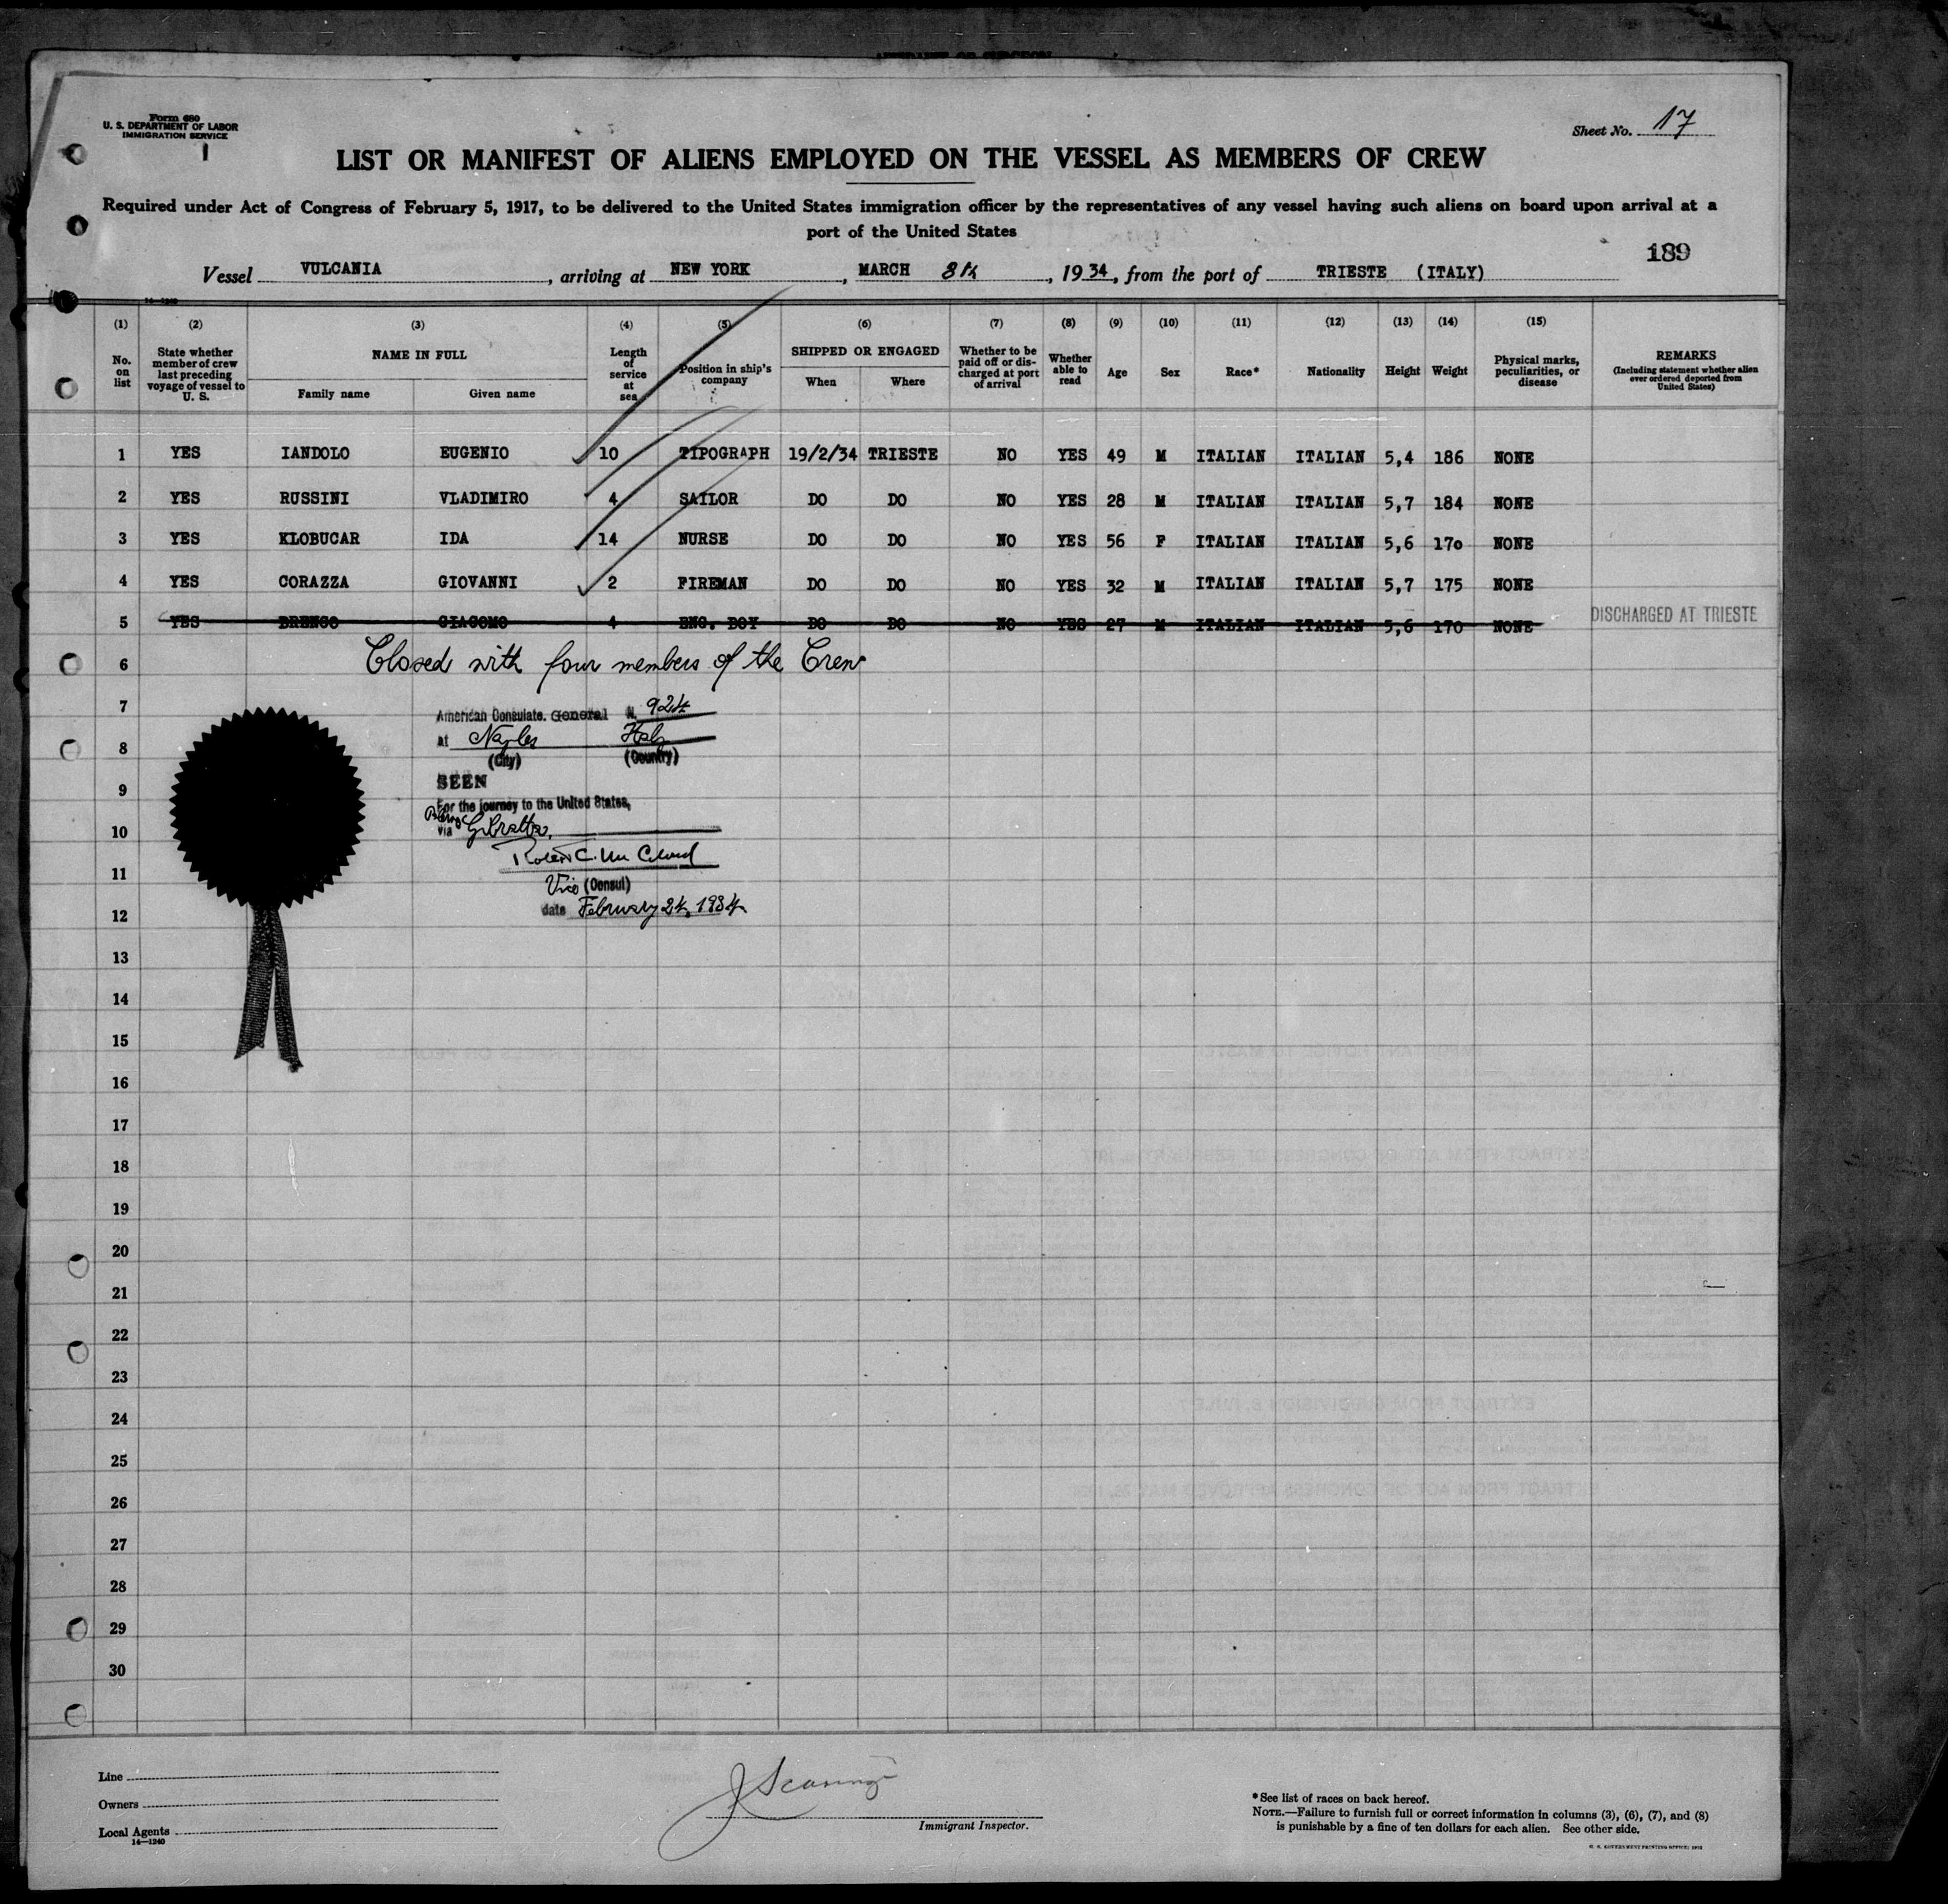 Form 680
U. S. DEPARTMENT OF LABOR
IMMIGRATION SERVICE
Sheet No. 17
LIST OR MANIFEST OF ALIENS EMPLOYED ON THE VESSEL AS MEMBERS OF CREW
Required under Act of Congress of February 5, 1917, to be delivered to the United States immigration officer by the representatives of any vessel having such aliens on board upon arrival at a
port of the United States
189
Vessel VULCANIA, arriving at NEW YORK, MARCH 8th, 1934, from the port of TRIESTE (ITALY)
14—1240
(1) (2) (3) (4) (5) (6) (7) (8) (9) (10) (11) (12) (13) (14) (15)
No. on list
State whether member of crew last preceding voyage of vessel to U. S.
NAME IN FULL
Family name Given name
Length of service at sea
Position in ship's company
SHIPPED OR ENGAGED
When Where
Whether to be paid off or discharged at port of arrival
Whether able to read
Age
Sex
Race*
Nationality
Height
Weight
Physical marks, peculiarities, or disease
REMARKS
(Including statement whether alien ever ordered deported from United States)
1 YES IANDOLO EUGENIO 10 TIPOGRAPH 19/2/34 TRIESTE NO YES 49 M ITALIAN ITALIAN 5,4 186 NONE
2 YES RUSSINI VLADIMIRO 4 SAILOR DO DO NO YES 28 M ITALIAN ITALIAN 5,7 184 NONE
3 YES KLOBUCAR IDA 14 NURSE DO DO NO YES 56 F ITALIAN ITALIAN 5,6 170 NONE
4 YES CORAZZA GIOVANNI 2 FIREMAN DO DO NO YES 32 M ITALIAN ITALIAN 5,7 175 NONE
5 YES GIACOMO 4 ENG. BOY DO DO NO YES 27 M ITALIAN ITALIAN 5,6 170 NONE DISCHARGED AT TRIESTE
6 Closed with four members of the Crew
7
American Consulate. General N. 924
8
at Naples Italy
(City) (Country)
9
SEEN
For the journey to the United States,
10
via Gibraltar
11
Vice (Consul)
12
date February 24, 1934
13
14
15
16
17
18
19
20
21
22
23
24
25
26
27
28
29
30
Line
Owners
Local Agents
14—1240
Immigrant Inspector.
*See list of races on back hereof.
NOTE.—Failure to furnish full or correct information in columns (3), (6), (7), and (8)
is punishable by a fine of ten dollars for each alien. See other side.